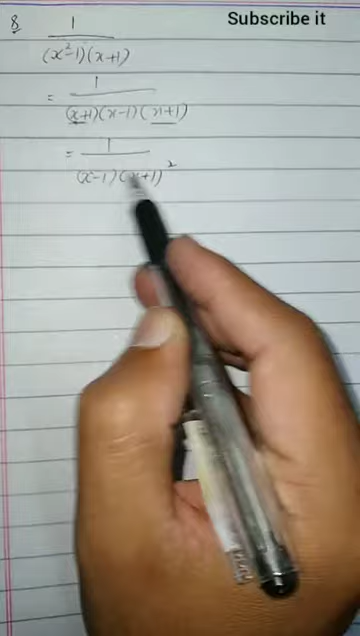 Subscribe it
8 1/((x²-1)(x+1))
= 1/((x+1)(x-1)(x+1))
= 1/((x-1)(x+1)²)